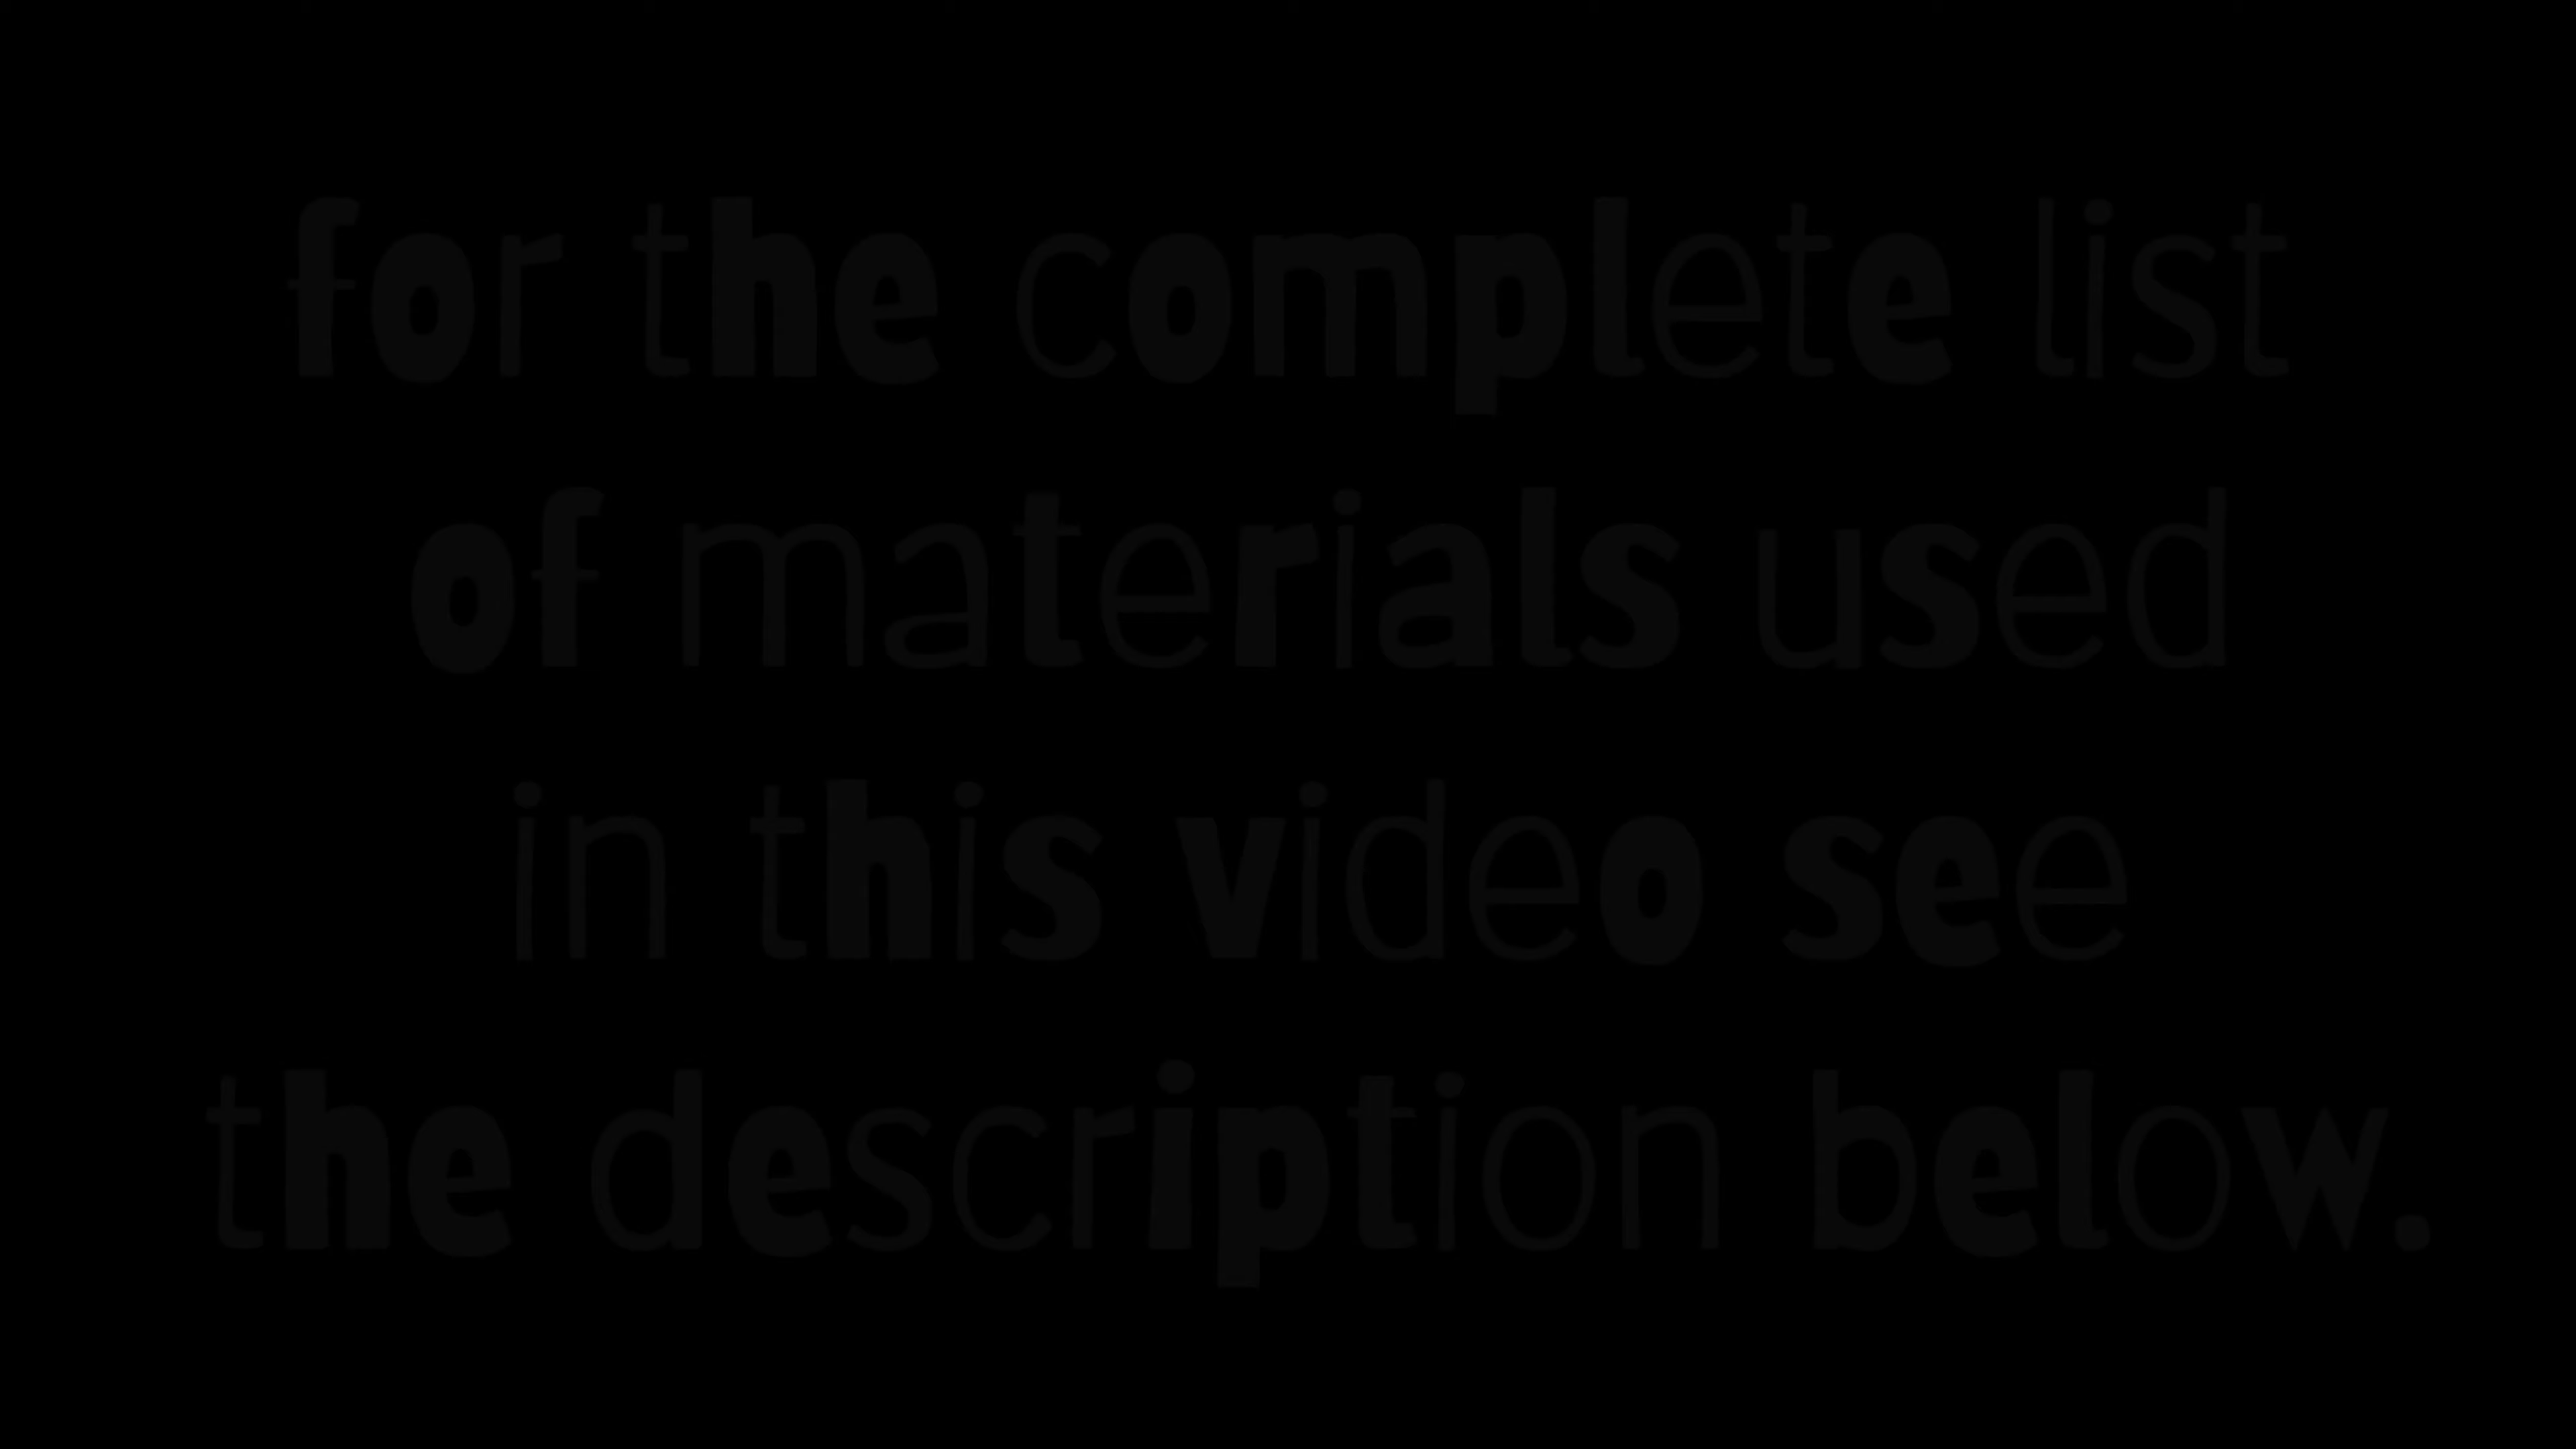 for the complete list
of materials used
in this video see
the description below.